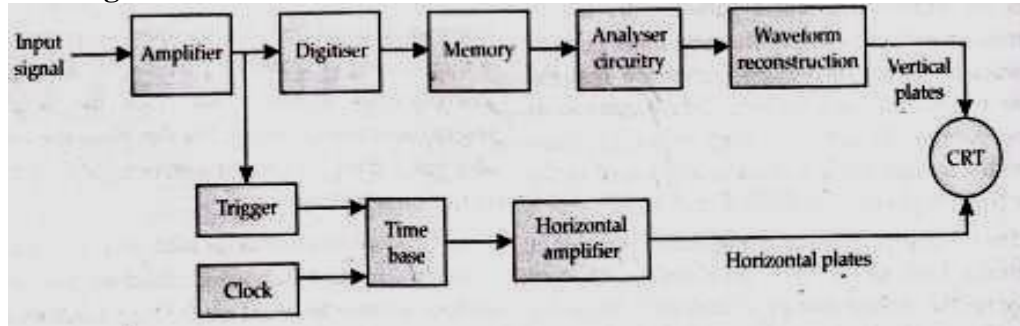 Input
signal
Amplifier
Digitiser
Memory
Analyser
circuitry
Waveform
reconstruction
Vertical
plates
CRT
Trigger
Time
base
Horizontal
amplifier
Horizontal plates
Clock